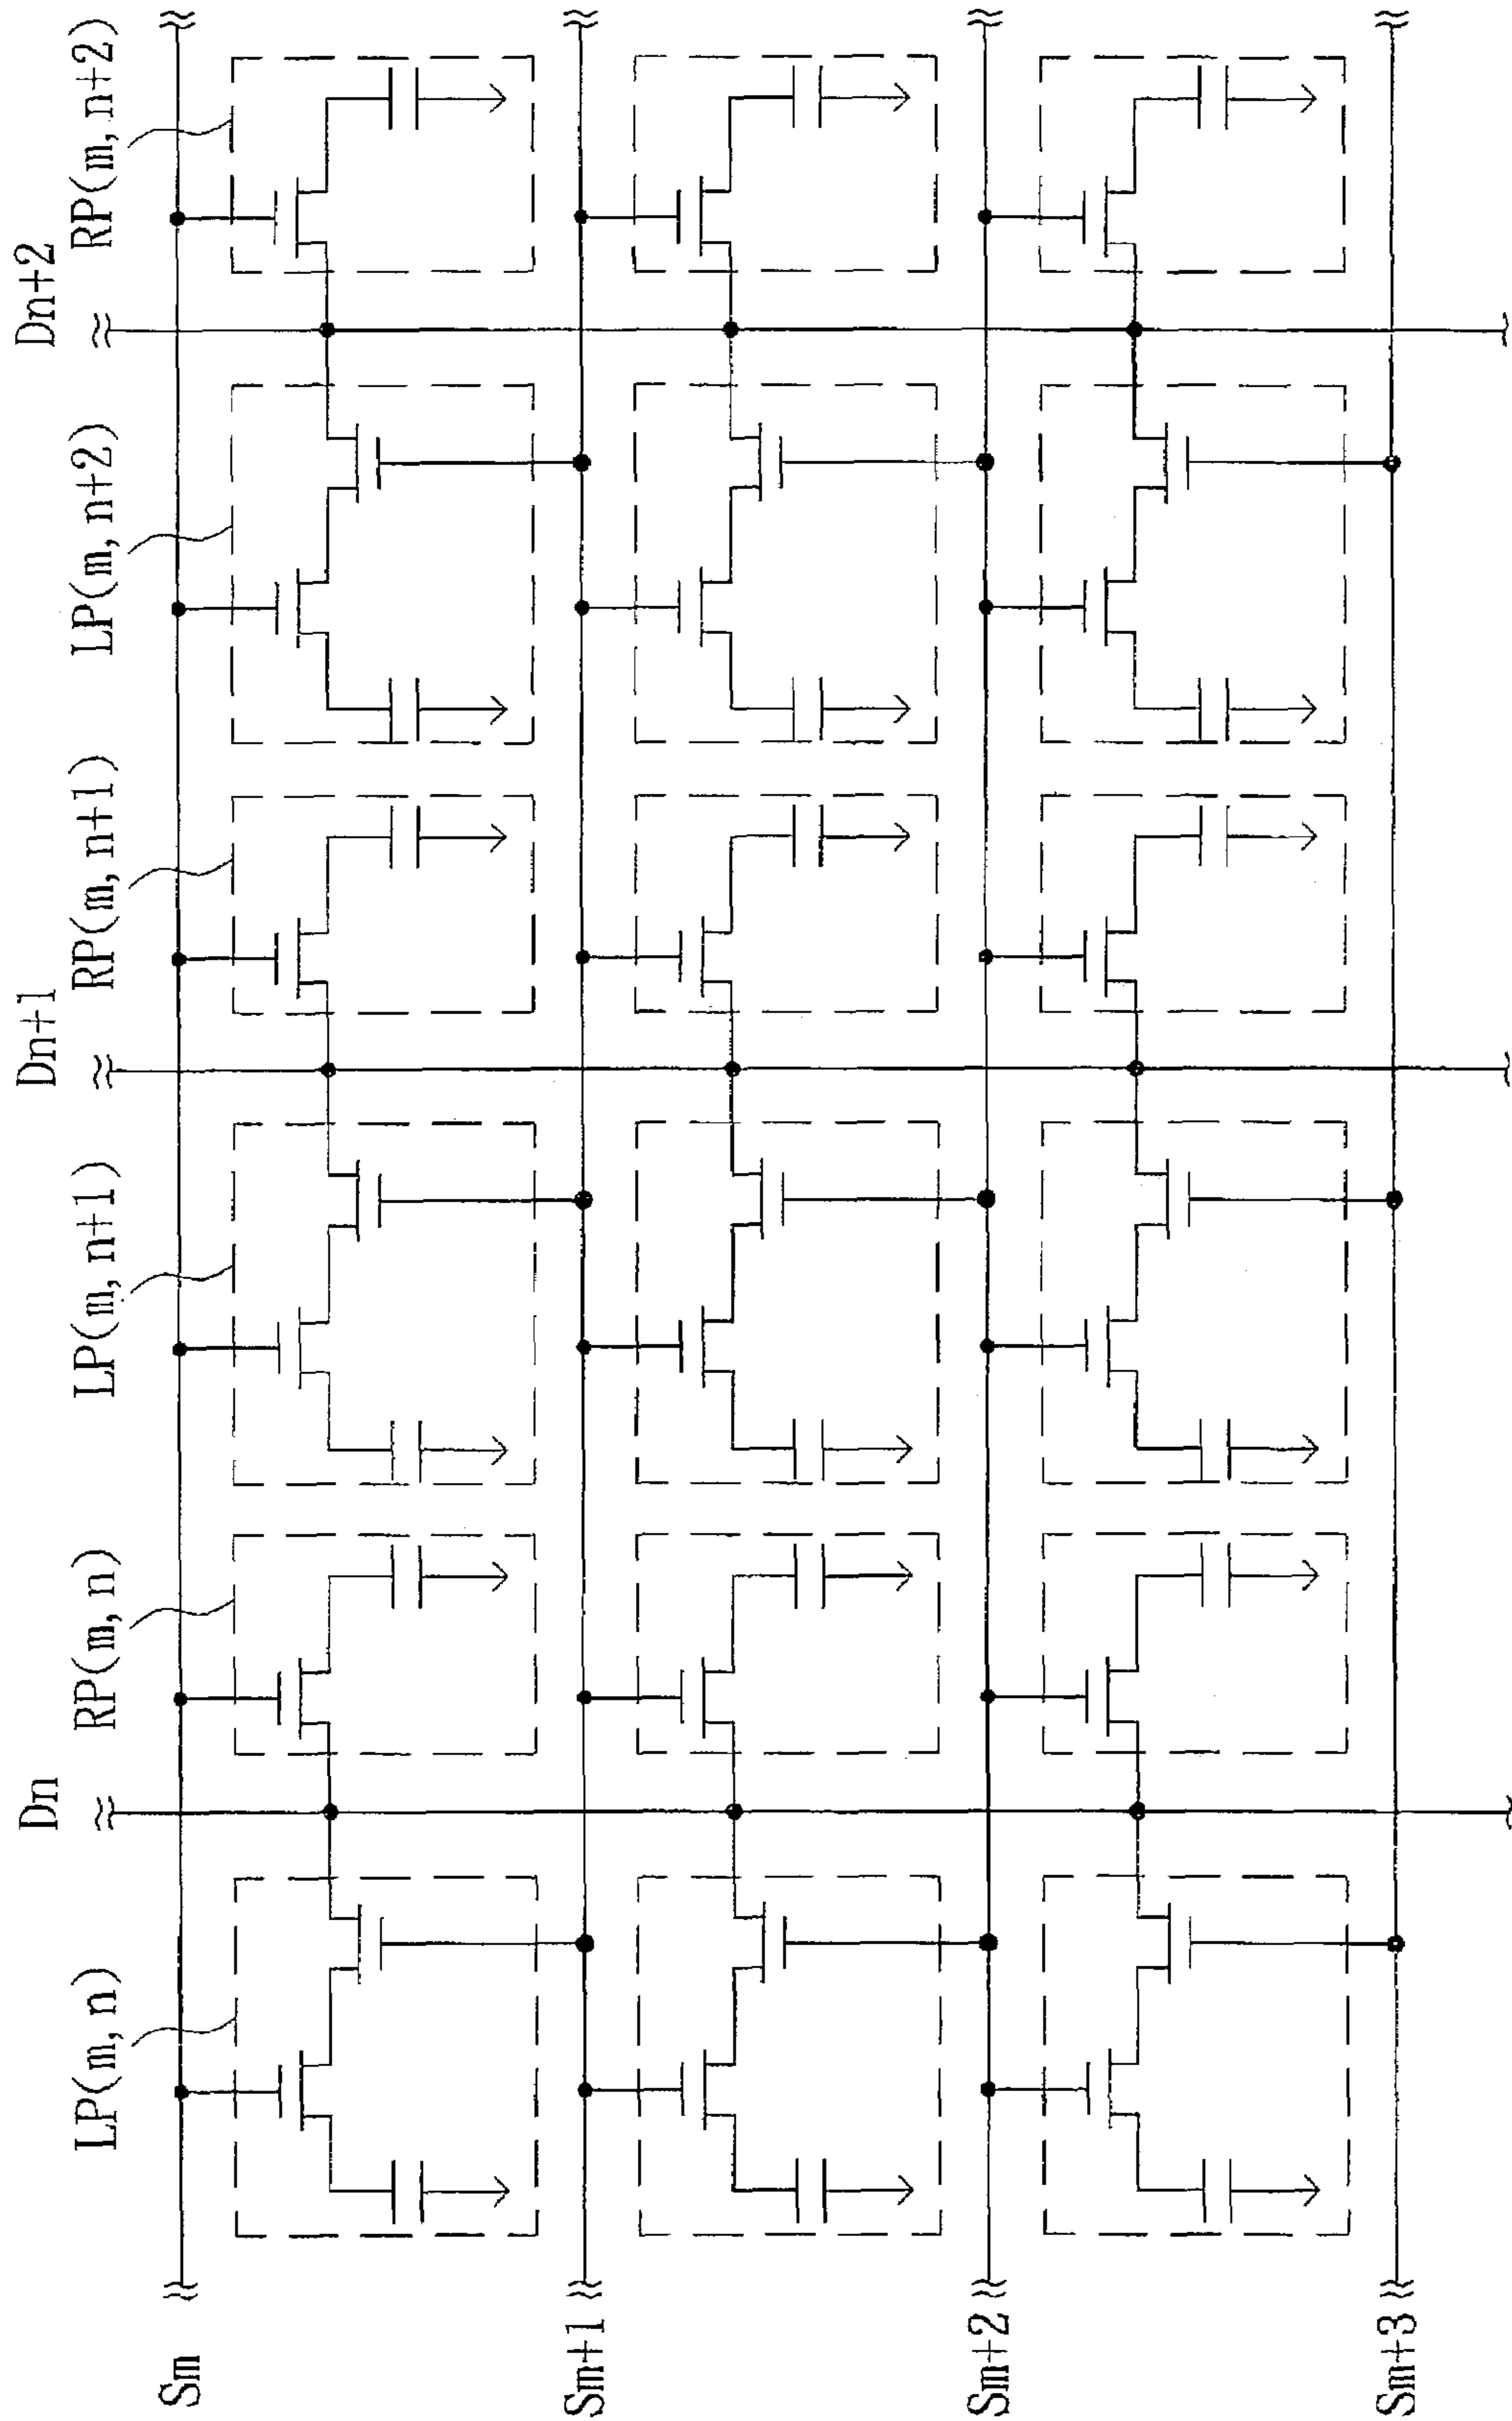 Dn Dn+1 Dn+2
LP(m, n) RP(m, n) LP(m, n+1) RP(m, n+1) LP(m, n+2) RP(m, n+2)
Sm
Sm+1
Sm+2
Sm+3